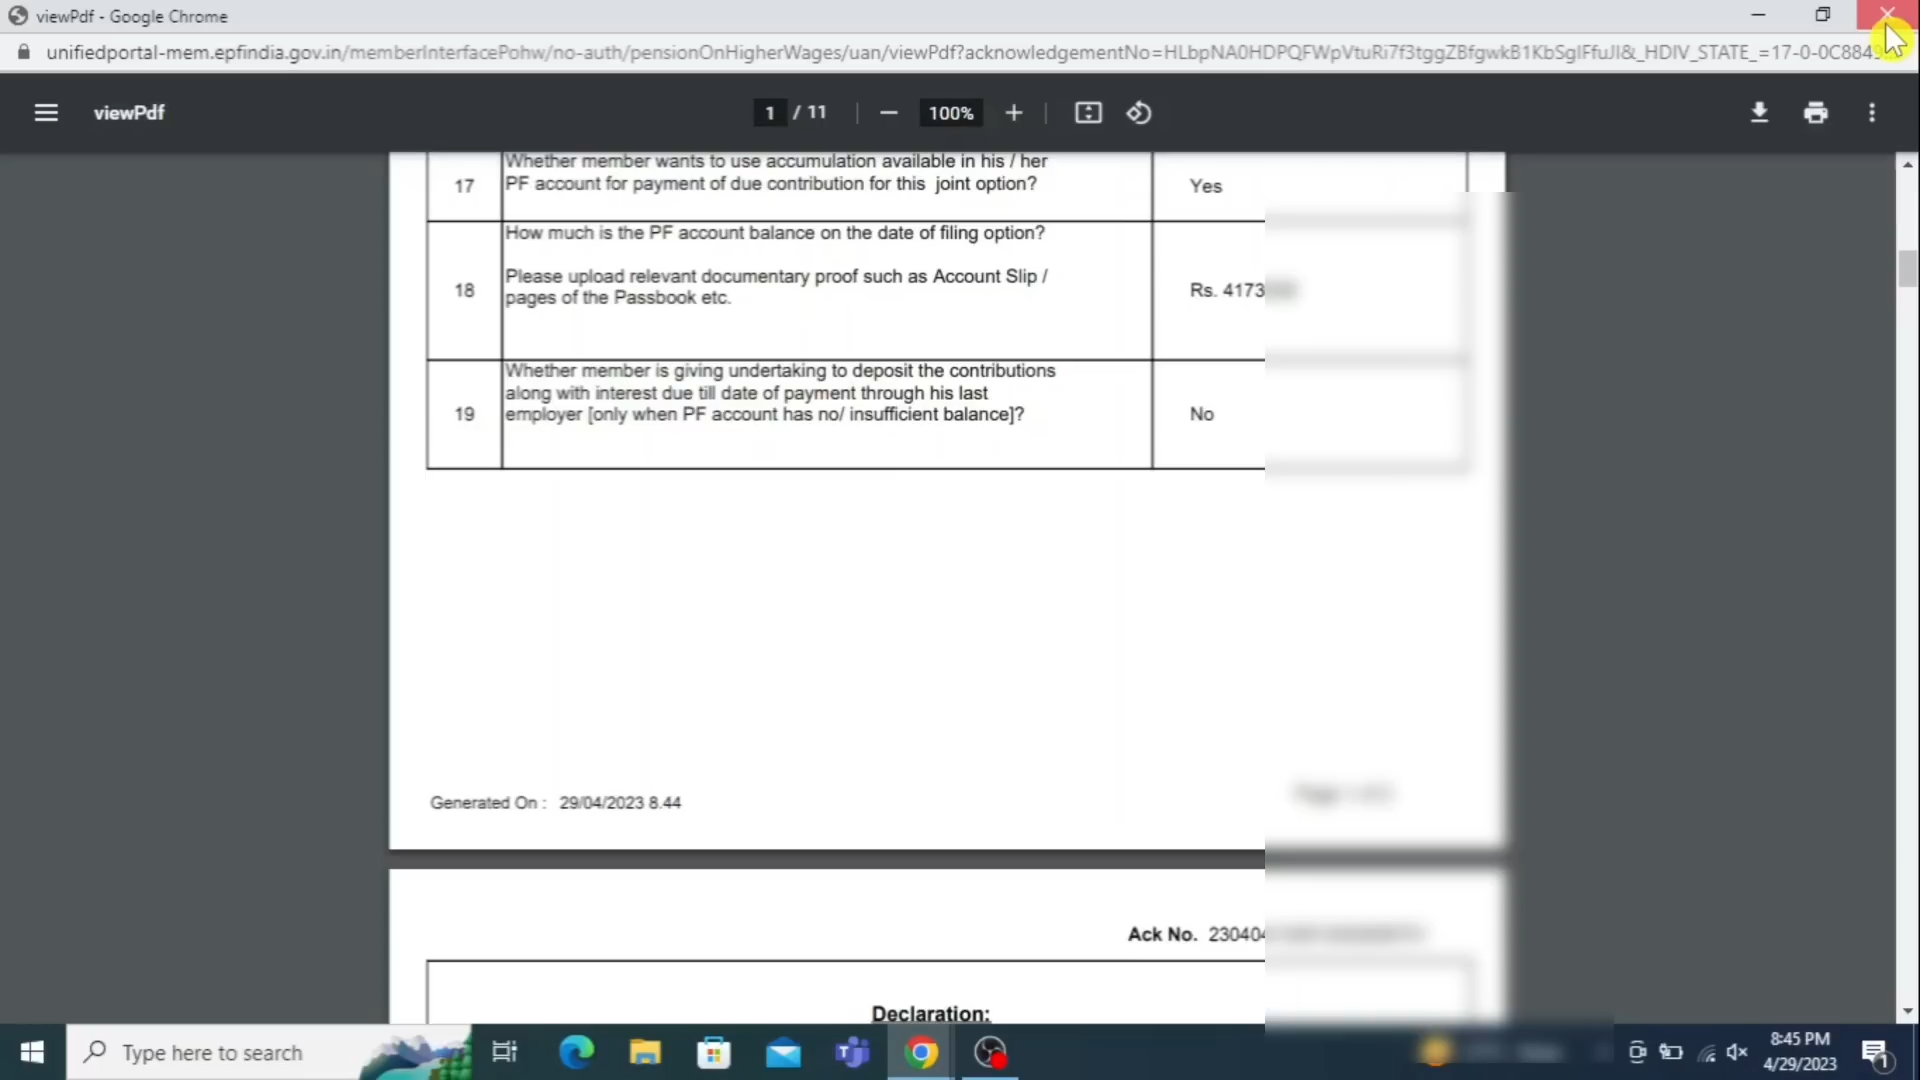 viewPdf - Google Chrome
unifiedportal-mem.epfindia.gov.in/memberInterfacePohw/no-auth/pensionOnHigherWages/uan/viewPdf?acknowledgementNo=HLbpNA0HDPQFWpVtuRi7f3tggZBfgwkB1KbSglFfuJI&_HDIV_STATE_=17-0-0C8849
viewPdf
1 / 11
100%
17
Whether member wants to use accumulation available in his / her
PF account for payment of due contribution for this joint option?
Yes
18
How much is the PF account balance on the date of filing option?
Please upload relevant documentary proof such as Account Slip /
pages of the Passbook etc.
Rs. 4173
19
Whether member is giving undertaking to deposit the contributions
along with interest due till date of payment through his last
employer [only when PF account has no/ insufficient balance]?
No
Generated On : 29/04/2023 8.44
Ack No. 230404
Declaration:
Type here to search
8:45 PM
4/29/2023
1